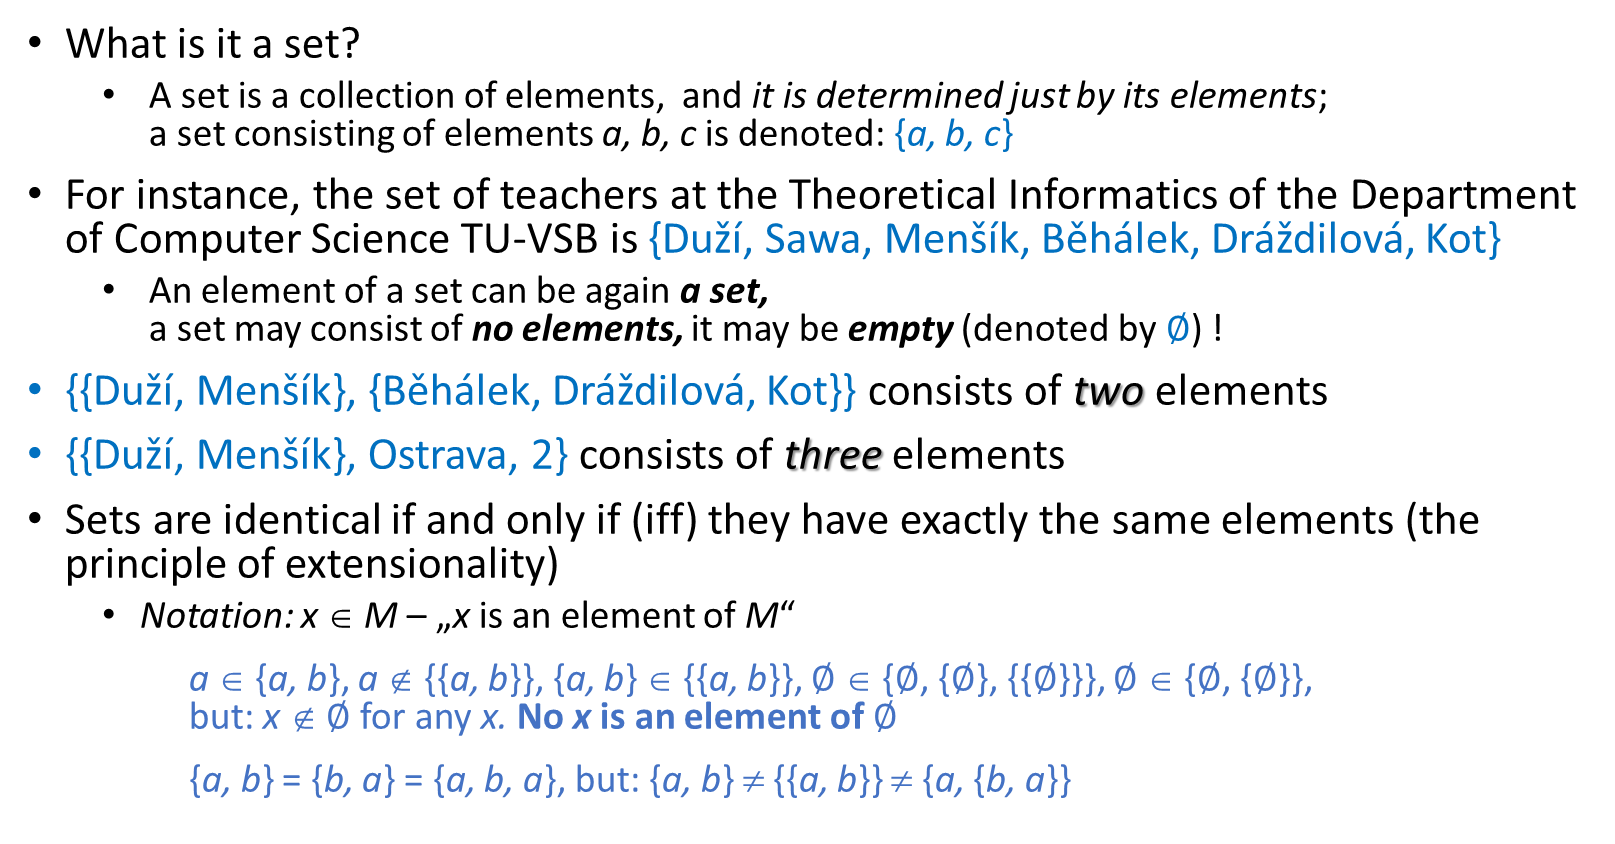 • What is it a set?
• A set is a collection of elements, and it is determined just by its elements;
a set consisting of elements a, b, c is denoted: {a, b, c}
• For instance, the set of teachers at the Theoretical Informatics of the Department
of Computer Science TU-VSB is {Duží, Sawa, Menšík, Běhálek, Dráždilová, Kot}
• An element of a set can be again a set,
a set may consist of no elements, it may be empty (denoted by ∅) !
• {{Duží, Menšík}, {Běhálek, Dráždilová, Kot}} consists of two elements
• {{Duží, Menšík}, Ostrava, 2} consists of three elements
• Sets are identical if and only if (iff) they have exactly the same elements (the
principle of extensionality)
• Notation: x ∈ M – „x is an element of M“
a ∈ {a, b}, a ∉ {{a, b}}, {a, b} ∈ {{a, b}}, ∅ ∈ {∅, {∅}, {{∅}}}, ∅ ∈ {∅, {∅}},
but: x ∉ ∅ for any x. No x is an element of ∅
{a, b} = {b, a} = {a, b, a}, but: {a, b} ≠ {{a, b}} ≠ {a, {b, a}}